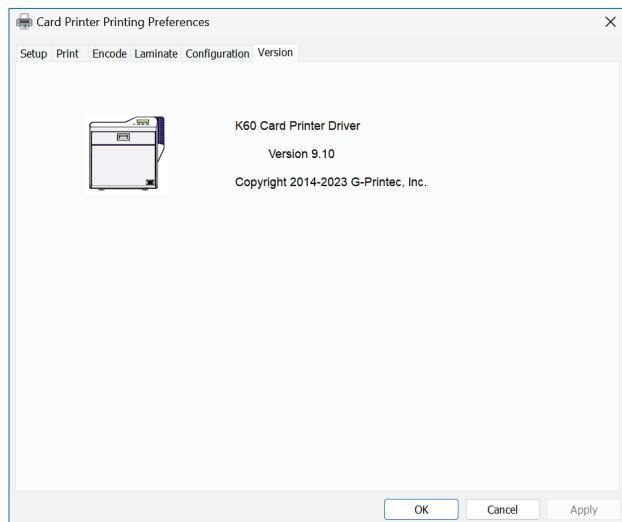 Card Printer Printing Preferences
Setup Print Encode Laminate Configuration Version
K60 Card Printer Driver
Version 9.10
Copyright 2014-2023 G-Printec, Inc.
OK Cancel Apply